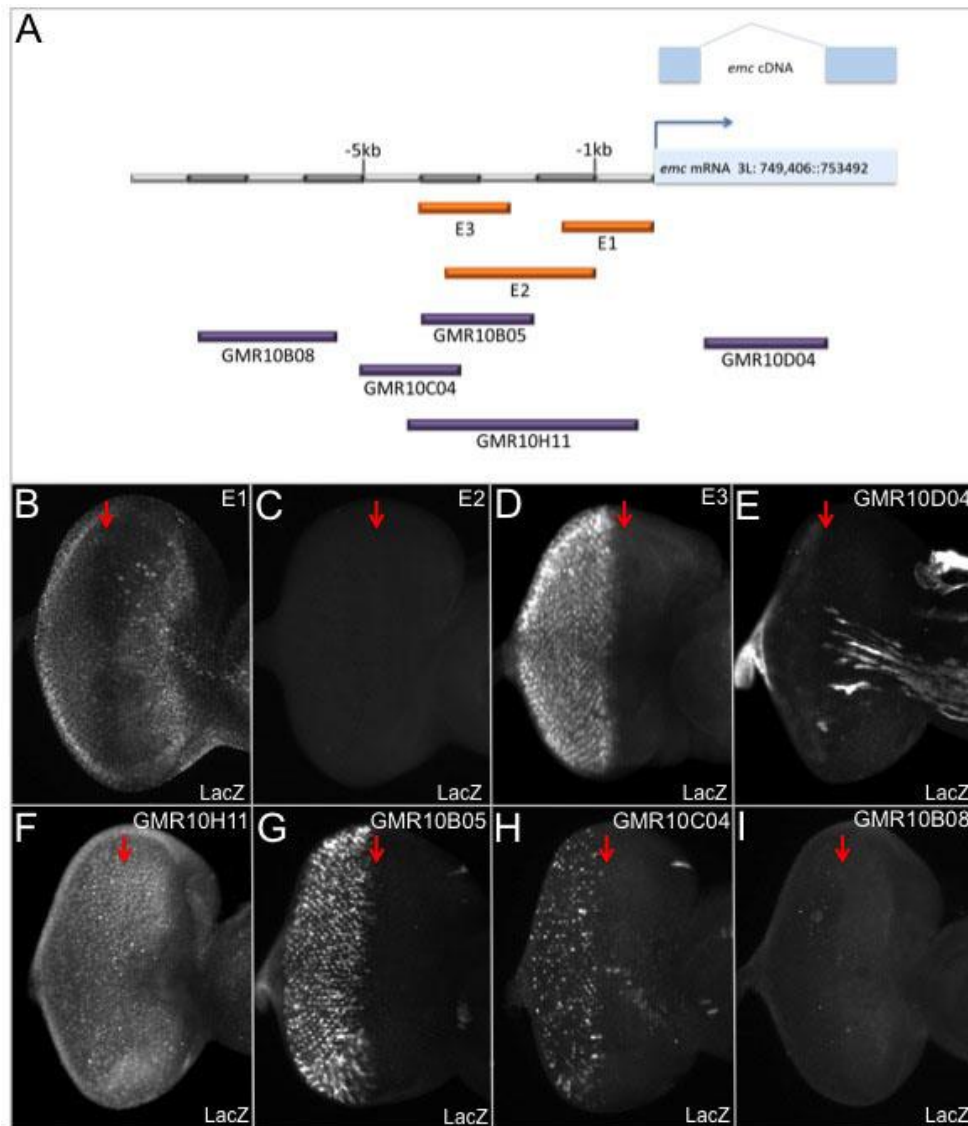 A
emc cDNA
-5kb
-1kb
emc mRNA 3L: 749,406::753492
E3
E1
E2
GMR10B05
GMR10B08
GMR10D04
GMR10C04
GMR10H11
B
E1
LacZ
C
E2
LacZ
D
E3
LacZ
E
GMR10D04
LacZ
F
GMR10H11
LacZ
G
GMR10B05
LacZ
H
GMR10C04
LacZ
I
GMR10B08
LacZ